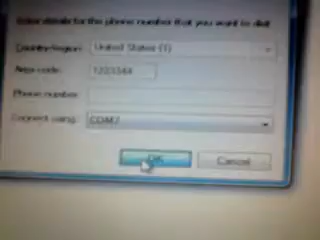 Enter details for the phone number that you want to dial:
Country/Region: United States (1)
Area code:
Phone number:
Connect using: COM7
OK Cancel